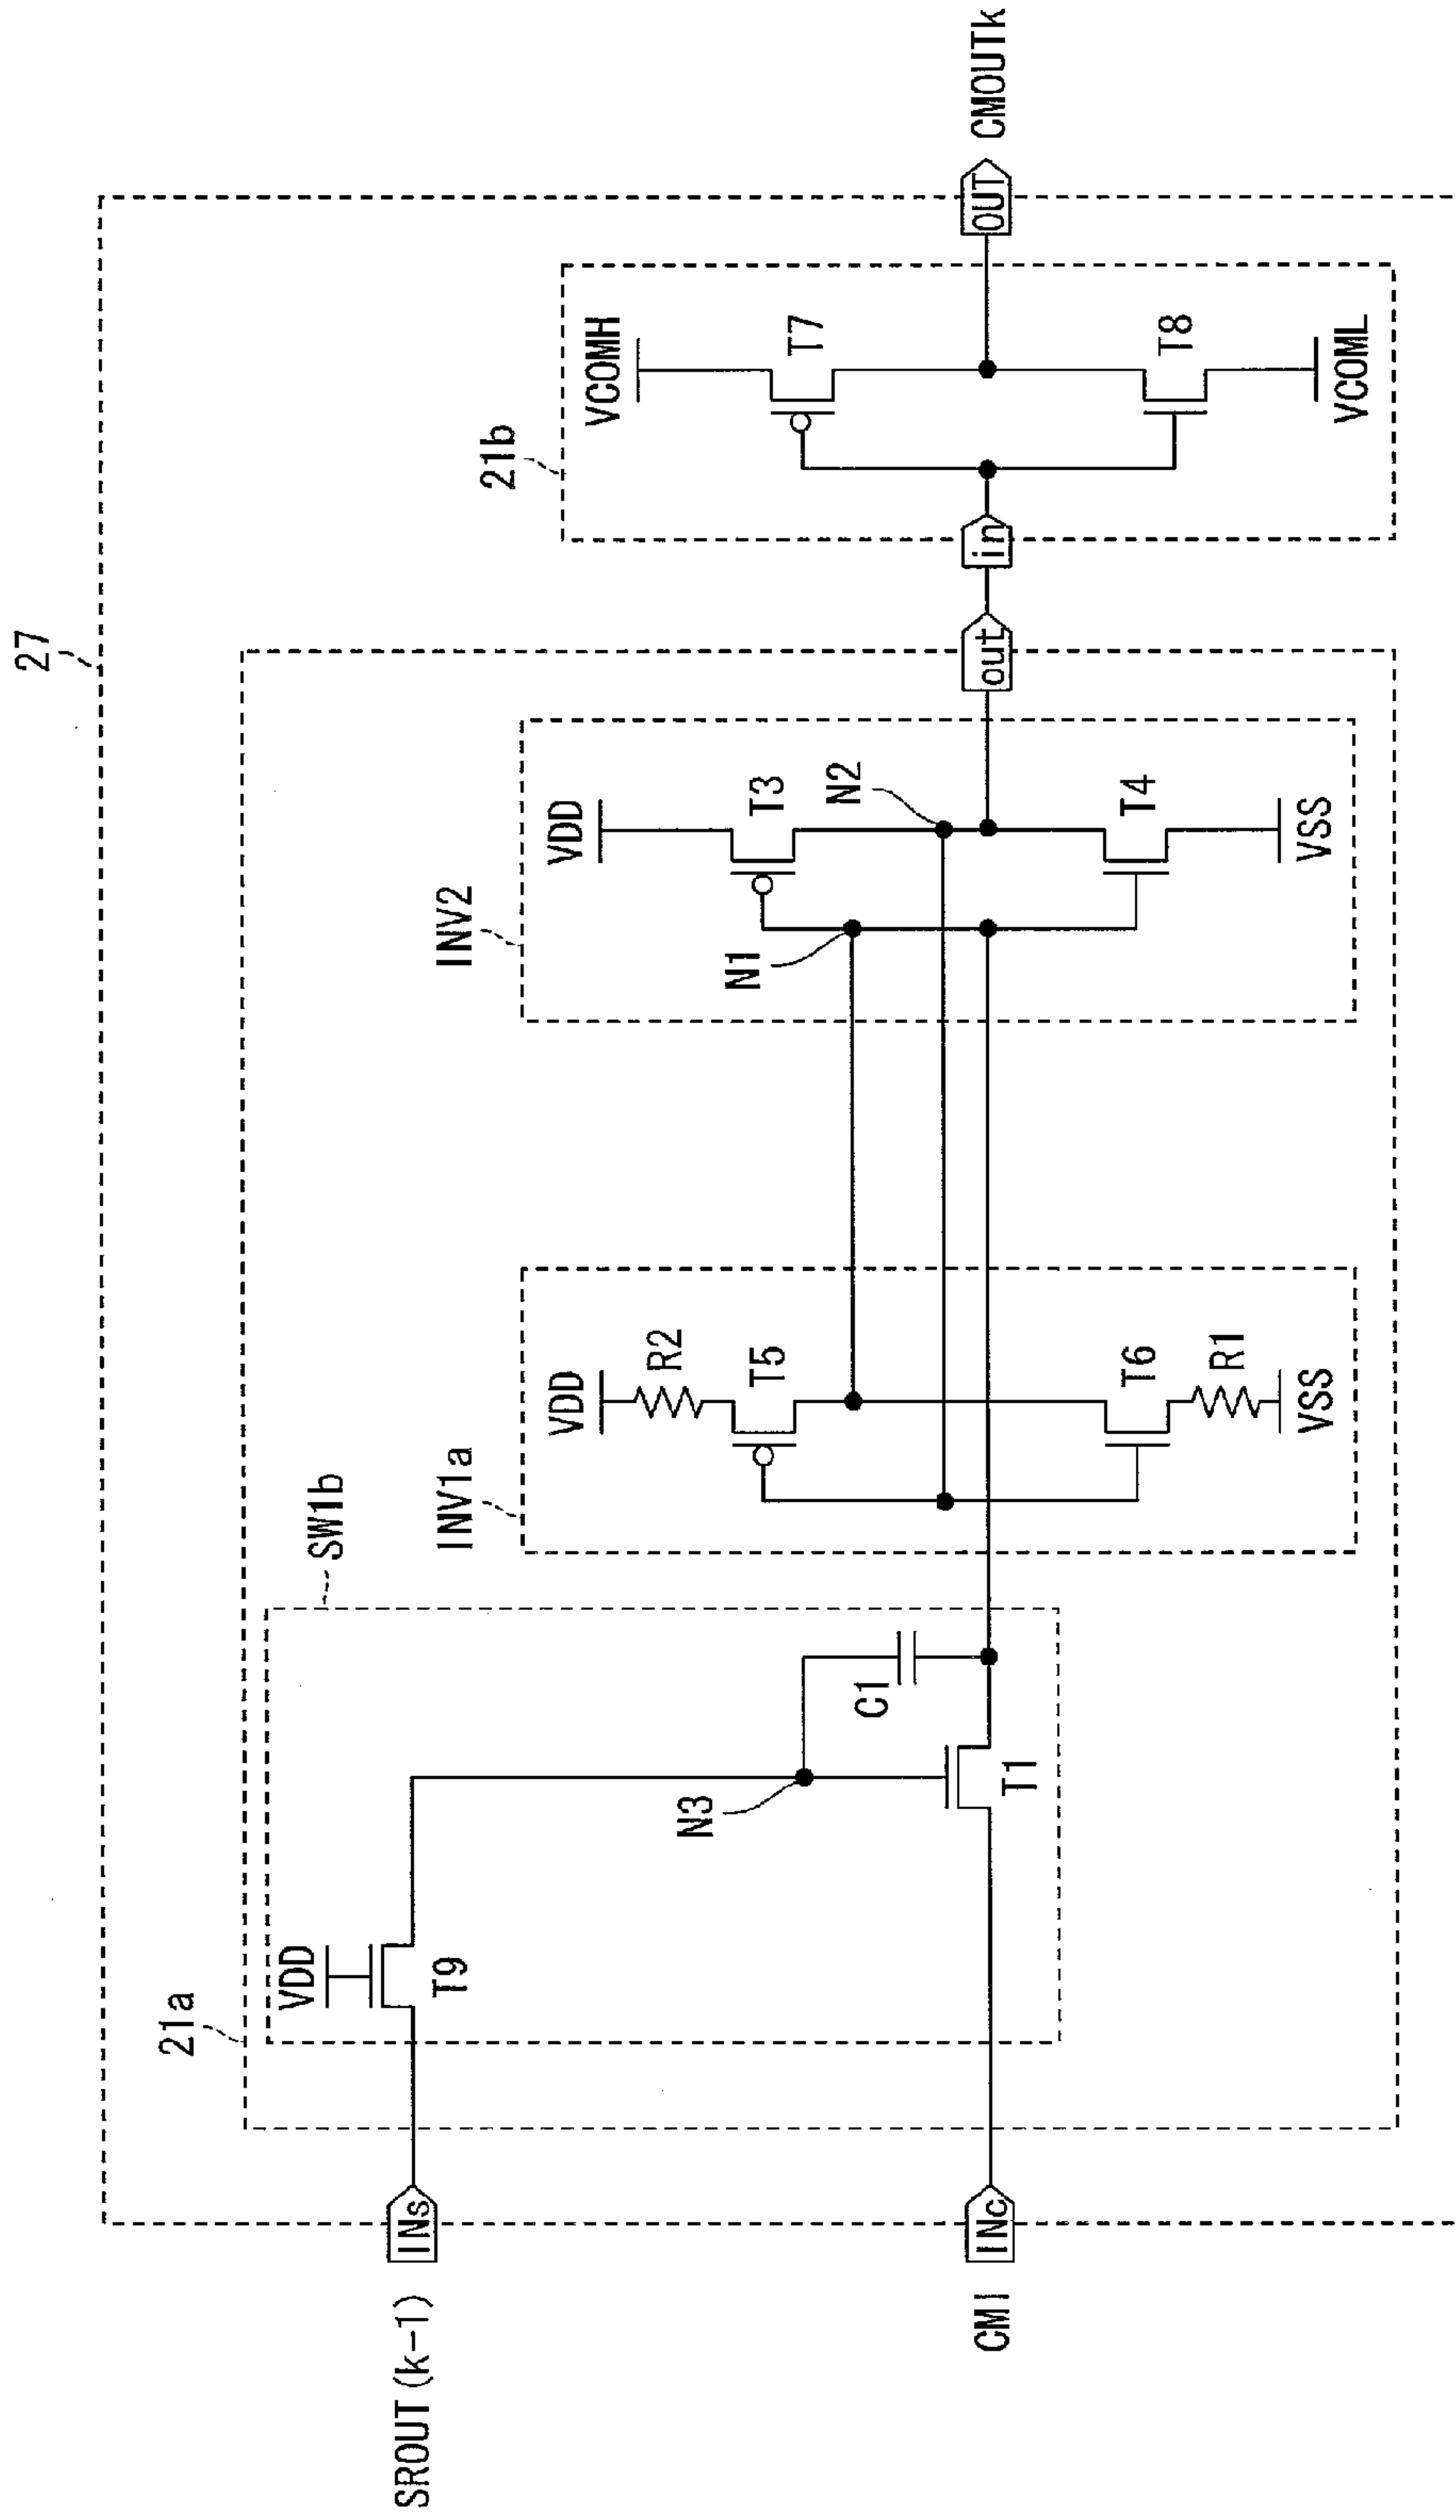 27
21a
SW1b
INV1a
INV2
21b
VDD
VDD
VDD
VCOMH
R2
T9
T5
T3
T7
N3
N1
N2
C1
T1
T6
T4
T8
R1
VSS
VSS
VCOML
SROUT(k-1)
INs
CMI
INc
out
in
OUT
CMOUTk